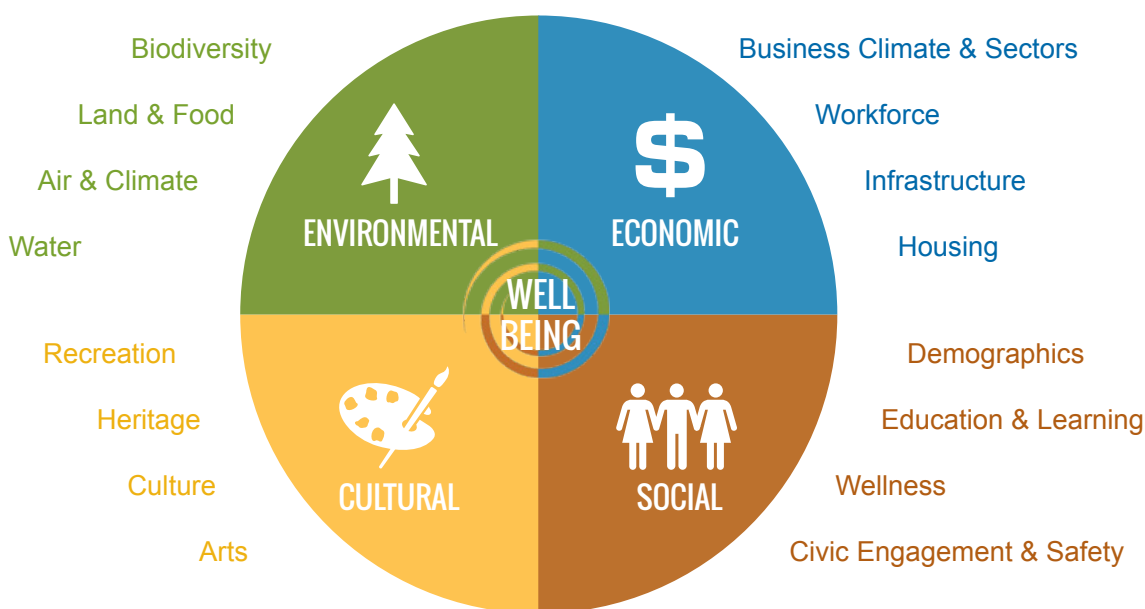 Biodiversity
Land & Food
Air & Climate
Water
ENVIRONMENTAL
Business Climate & Sectors
Workforce
Infrastructure
Housing
ECONOMIC
WELL
BEING
Recreation
Heritage
Culture
Arts
CULTURAL
Demographics
Education & Learning
Wellness
Civic Engagement & Safety
SOCIAL